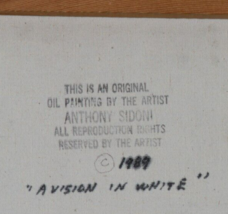 THIS IS AN ORIGINAL
OIL PAINTING BY THE ARTIST
ANTHONY SIDONI
ALL REPRODUCTION RIGHTS
RESERVED BY THE ARTIST
© 1989
"A VISION IN WHITE"